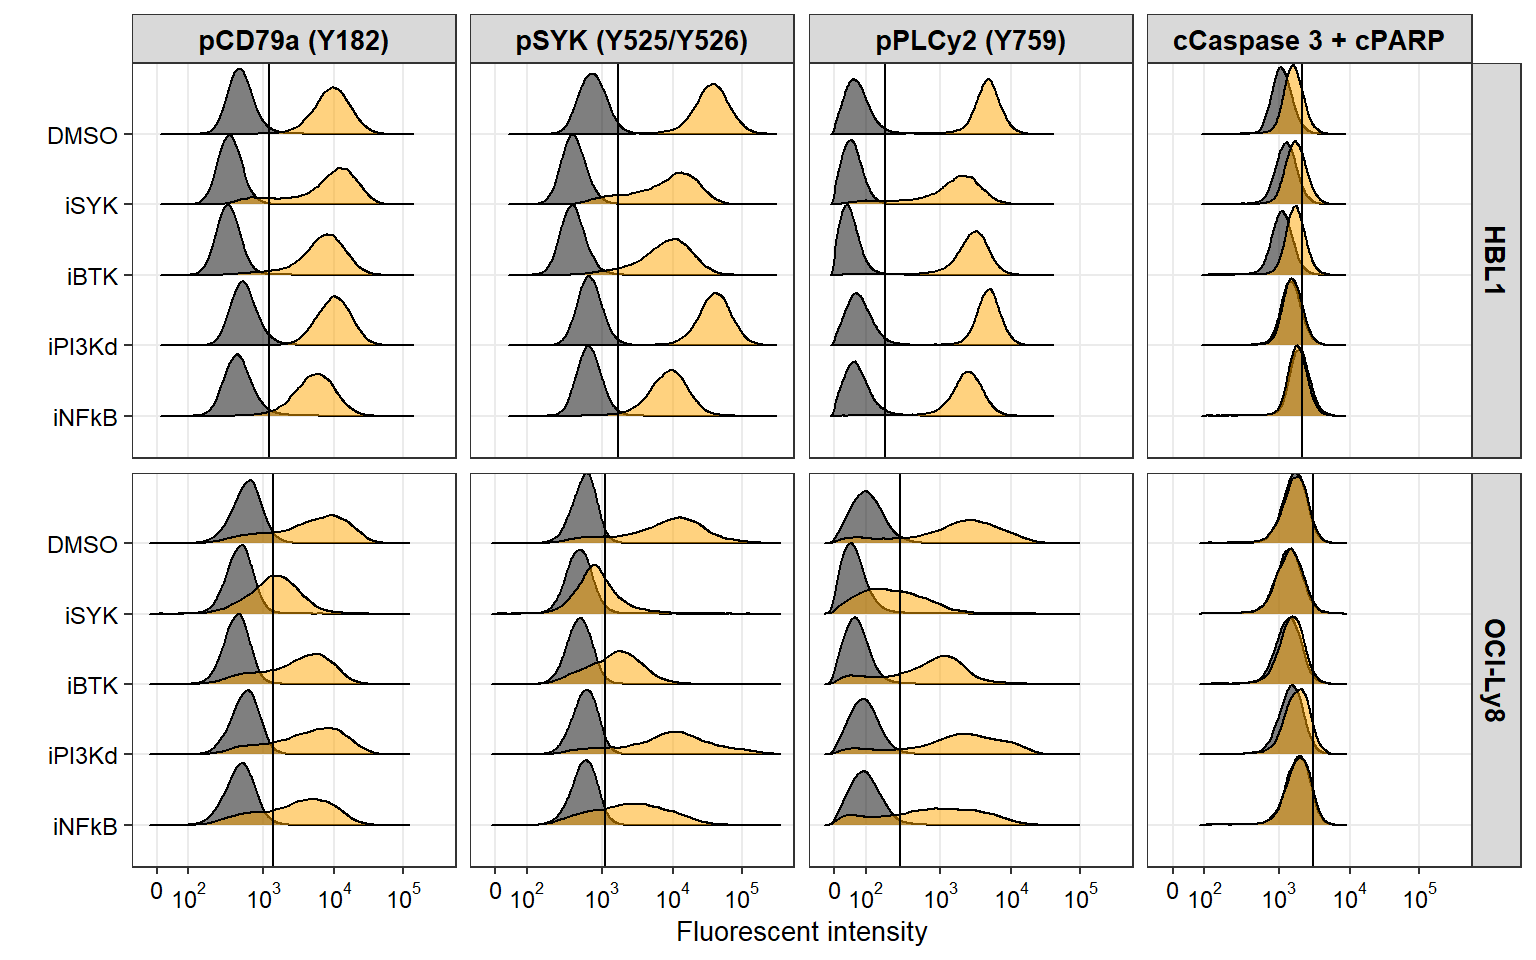 pCD79a (Y182) pSYK (Y525/Y526) pPLCy2 (Y759) cCaspase 3 + cPARP
DMSO
iSYK
iBTK
iPI3Kd
iNFkB
HBL1
DMSO
iSYK
iBTK
iPI3Kd
iNFkB
OCI-Ly8
0 10² 10³ 10⁴ 10⁵ 0 10² 10³ 10⁴ 10⁵ 0 10² 10³ 10⁴ 10⁵ 0 10² 10³ 10⁴ 10⁵
Fluorescent intensity